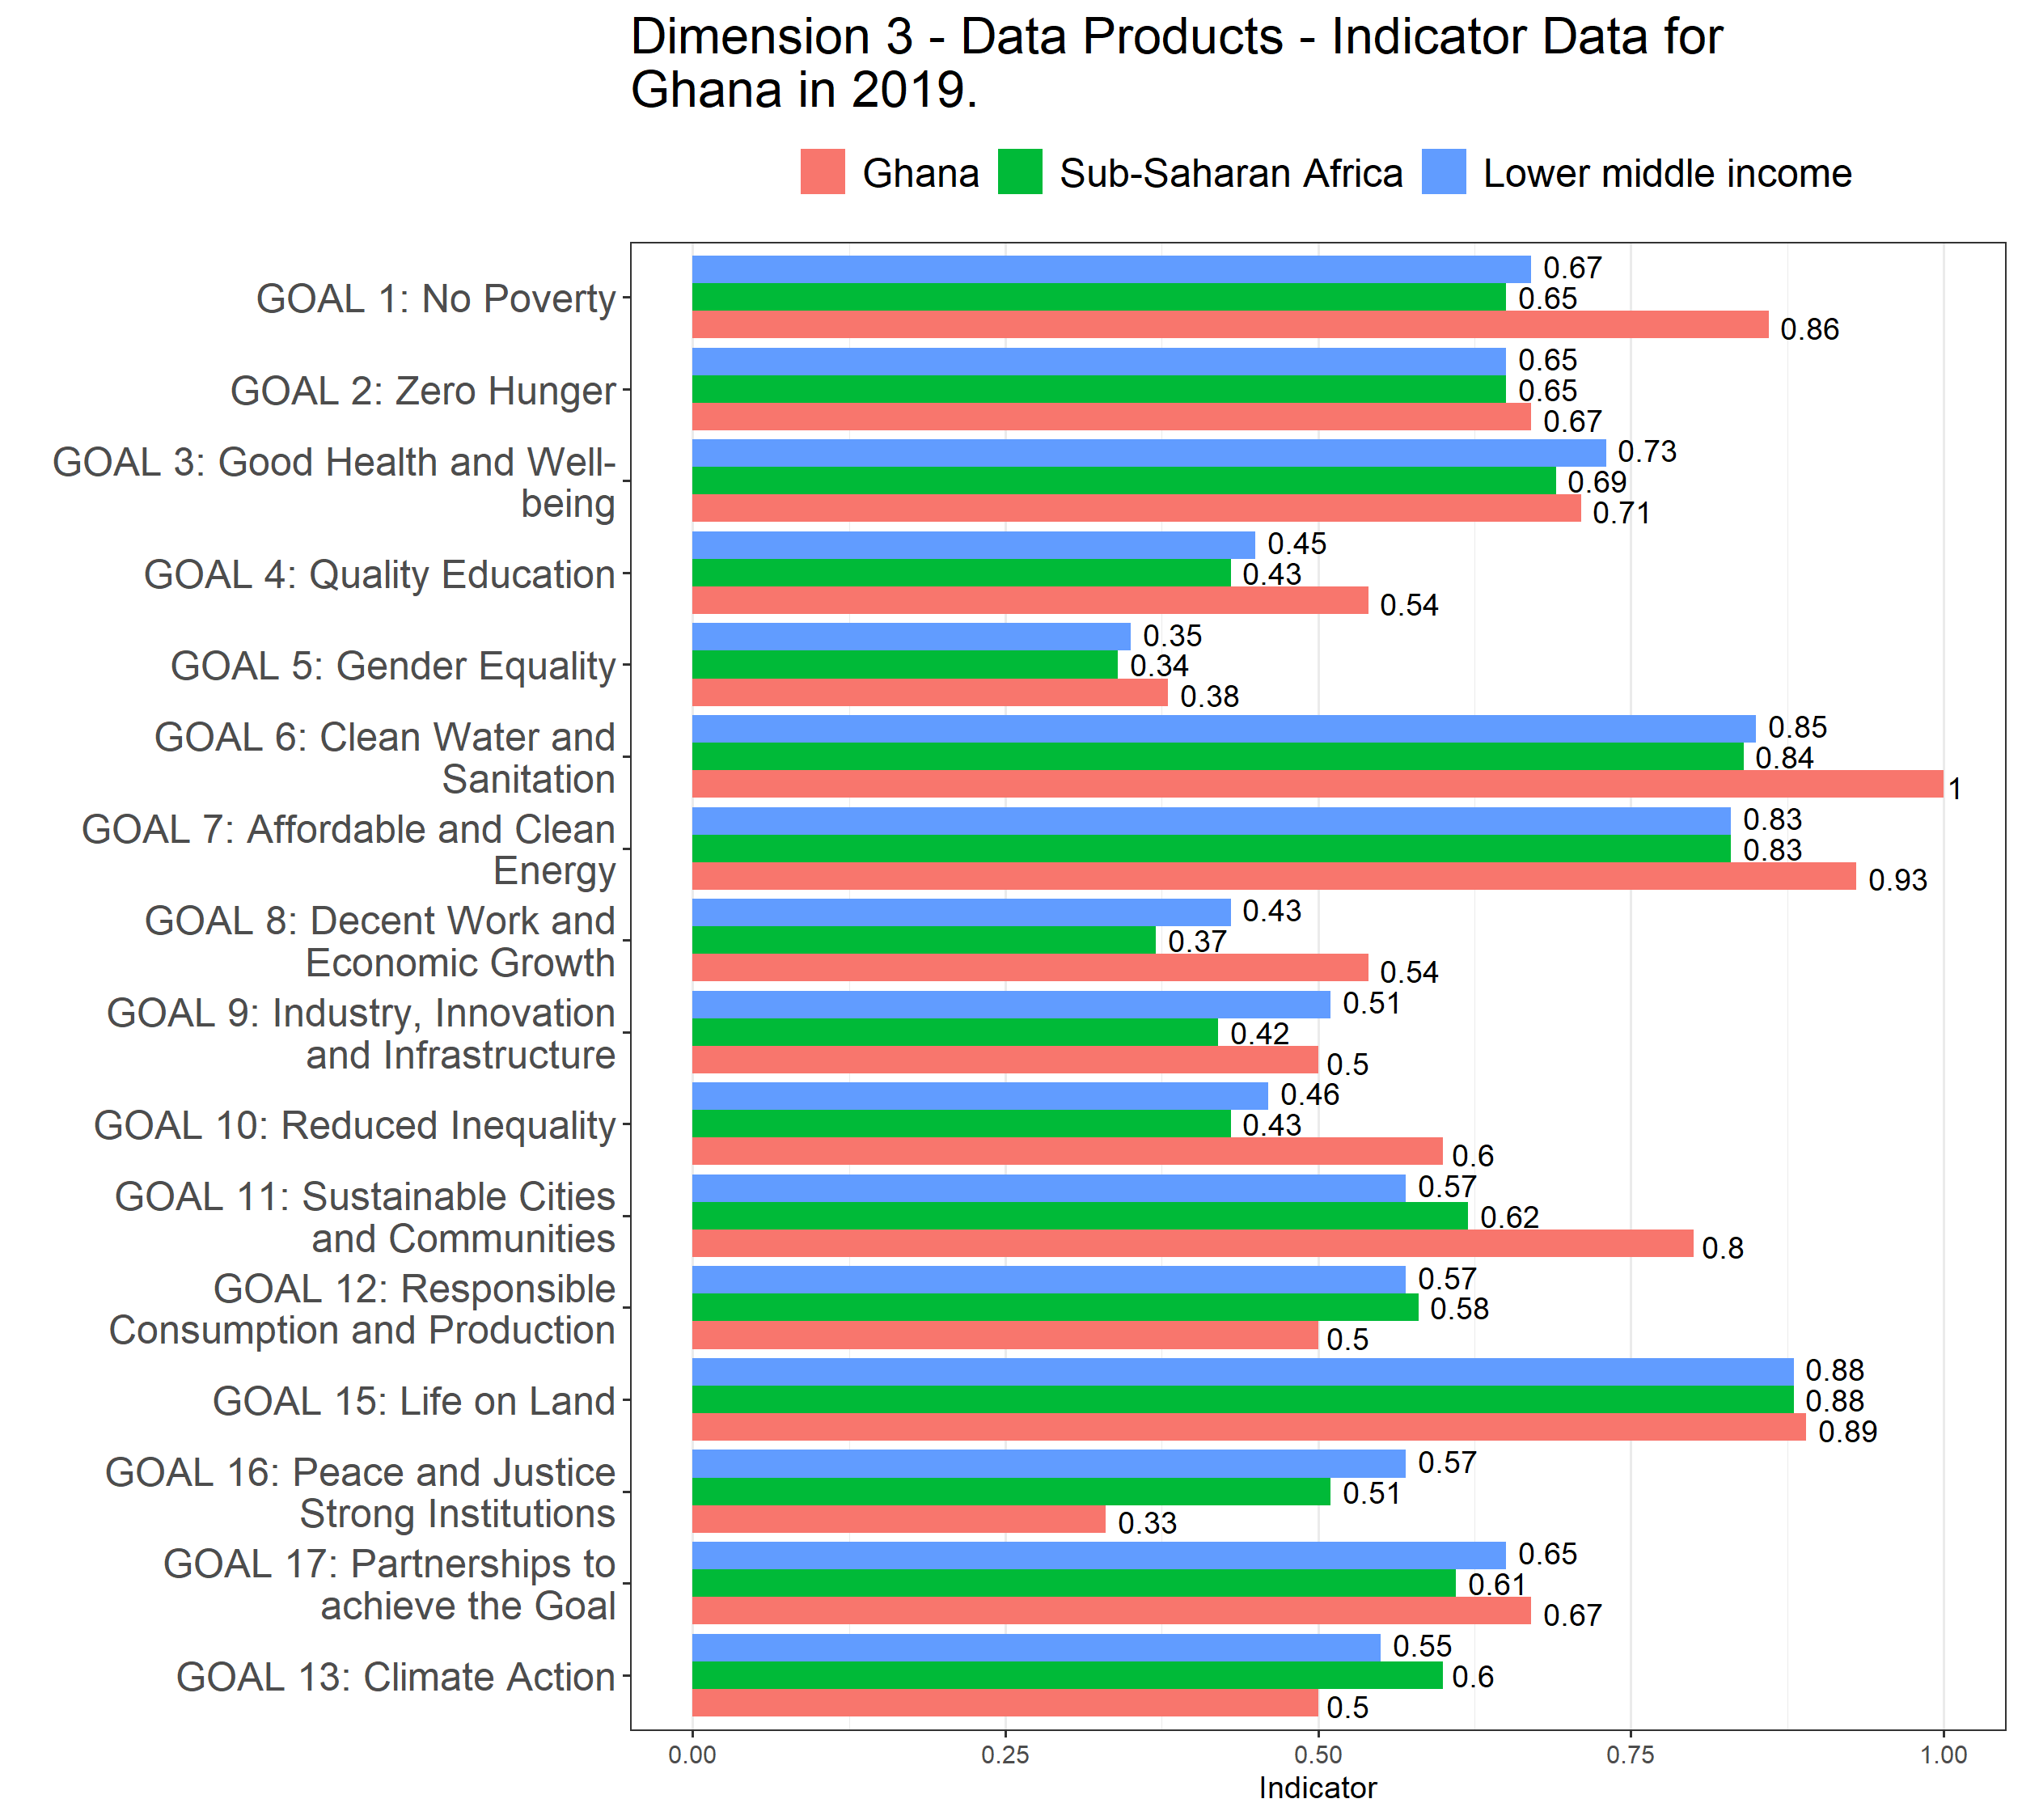 Dimension 3 - Data Products - Indicator Data for
Ghana in 2019.
Ghana Sub-Saharan Africa Lower middle income
GOAL 1: No Poverty
0.67
0.65
0.86
GOAL 2: Zero Hunger
0.65
0.65
0.67
GOAL 3: Good Health and Well-
being
0.73
0.69
0.71
GOAL 4: Quality Education
0.45
0.43
0.54
GOAL 5: Gender Equality
0.35
0.34
0.38
GOAL 6: Clean Water and
Sanitation
0.85
0.84
1
GOAL 7: Affordable and Clean
Energy
0.83
0.83
0.93
GOAL 8: Decent Work and
Economic Growth
0.43
0.37
0.54
GOAL 9: Industry, Innovation
and Infrastructure
0.51
0.42
0.5
GOAL 10: Reduced Inequality
0.46
0.43
0.6
GOAL 11: Sustainable Cities
and Communities
0.57
0.62
0.8
GOAL 12: Responsible
Consumption and Production
0.57
0.58
0.5
GOAL 15: Life on Land
0.88
0.88
0.89
GOAL 16: Peace and Justice
Strong Institutions
0.57
0.51
0.33
GOAL 17: Partnerships to
achieve the Goal
0.65
0.61
0.67
GOAL 13: Climate Action
0.55
0.6
0.5
0.00 0.25 0.50 0.75 1.00
Indicator